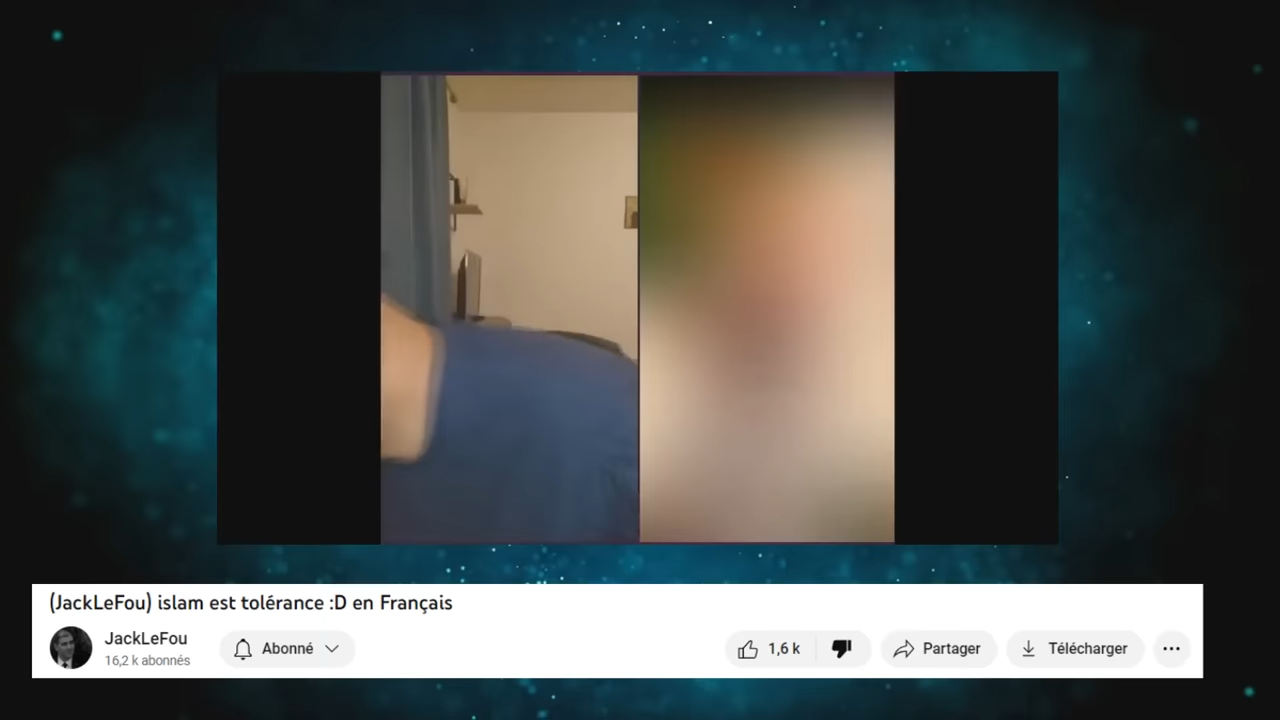 (JackLeFou) islam est tolérance :D en Français
JackLeFou
16,2 k abonnés
Abonné
1,6 k
Partager
Télécharger